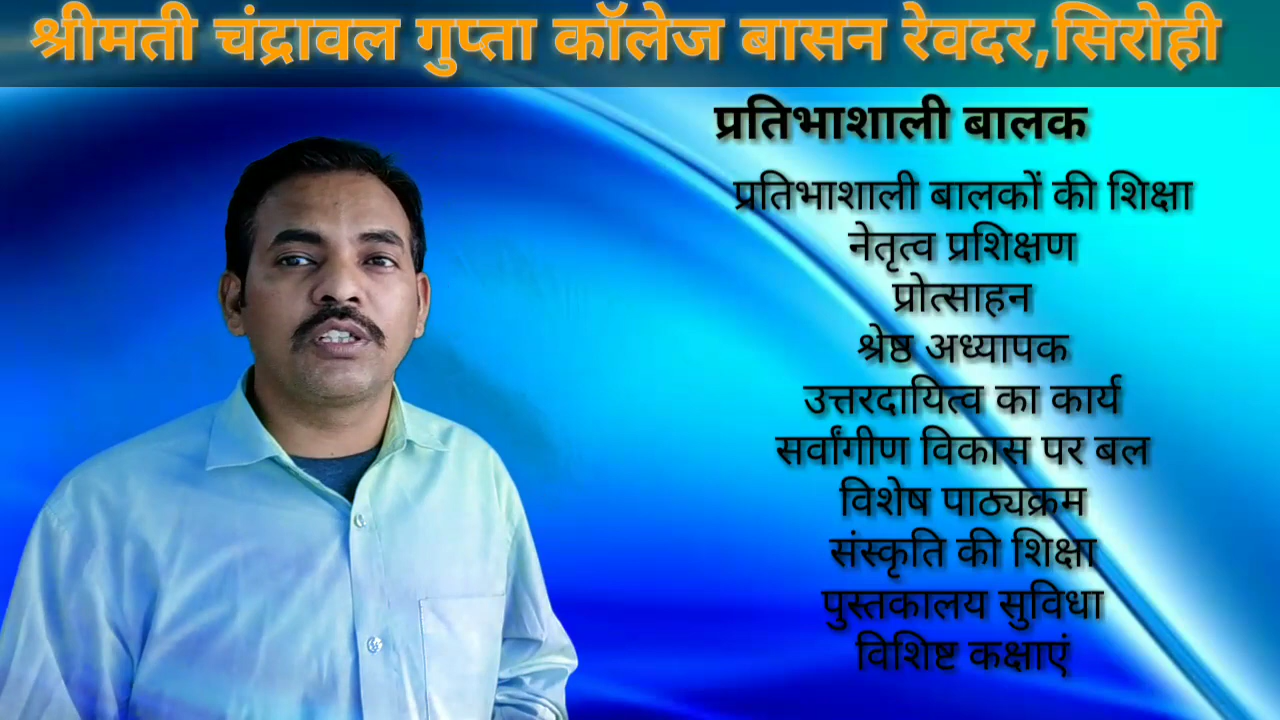 श्रीमती चंद्रावल गुप्ता कॉलेज बासन रेवदर,सिरोही
प्रतिभाशाली बालक
प्रतिभाशाली बालकों की शिक्षा
नेतृत्व प्रशिक्षण
प्रोत्साहन
श्रेष्ठ अध्यापक
उत्तरदायित्व का कार्य
सर्वांगीण विकास पर बल
विशेष पाठ्यक्रम
संस्कृति की शिक्षा
पुस्तकालय सुविधा
विशिष्ट कक्षाएं